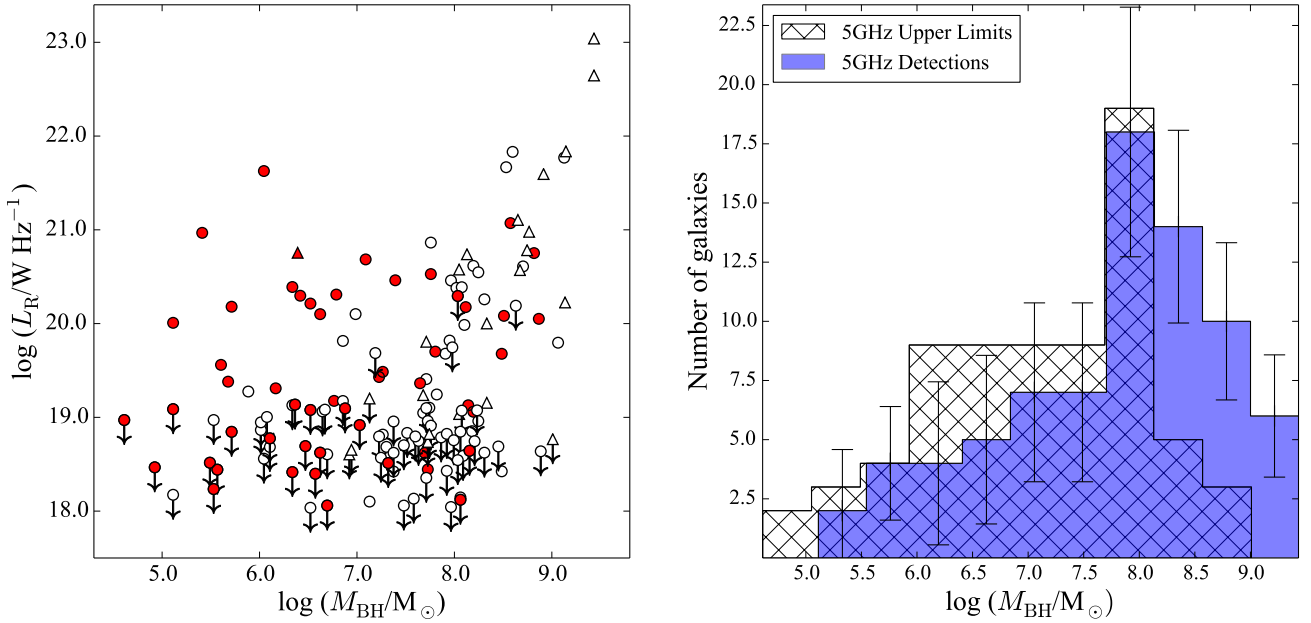 23.0
22.0
21.0
20.0
19.0
18.0
log (L_R/W Hz⁻¹)
5.0 6.0 7.0 8.0 9.0
log (M_BH/M_☉)
5GHz Upper Limits
5GHz Detections
22.5
20.0
17.5
15.0
12.5
10.0
7.5
5.0
2.5
Number of galaxies
5.0 5.5 6.0 6.5 7.0 7.5 8.0 8.5 9.0
log (M_BH/M_☉)